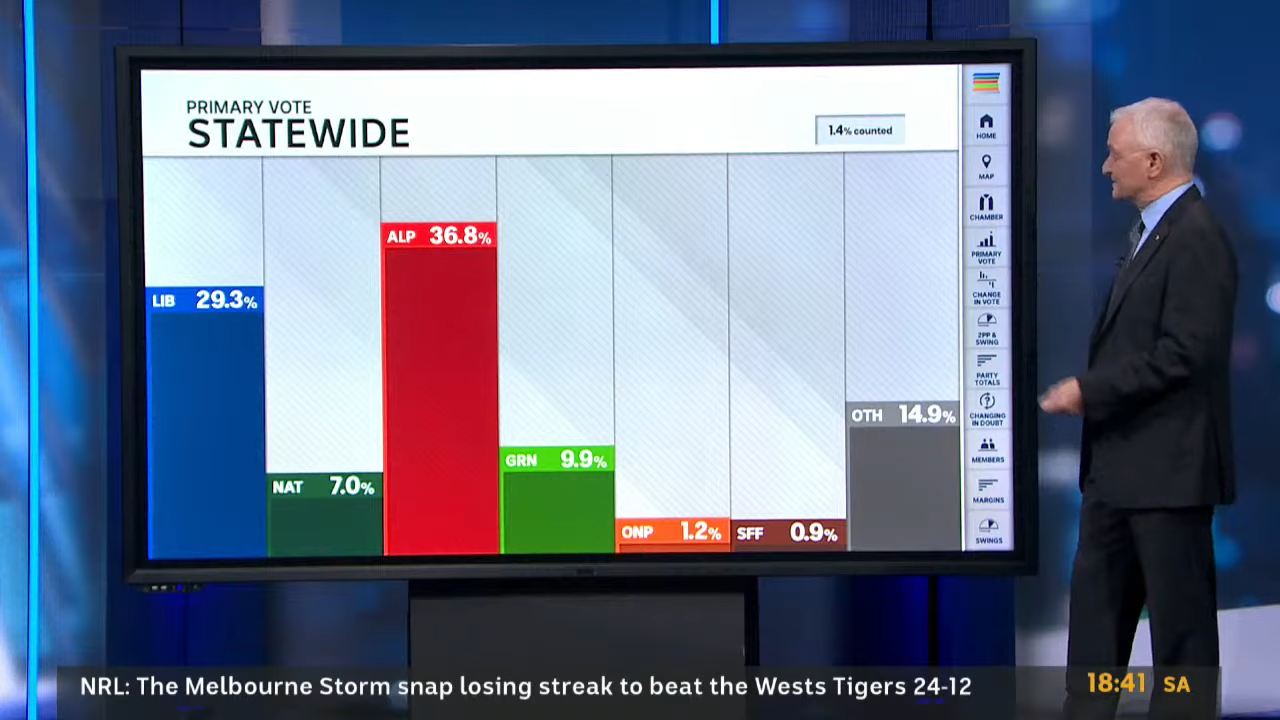 PRIMARY VOTE
STATEWIDE
1.4% counted
LIB 29.3%
NAT 7.0%
ALP 36.8%
GRN 9.9%
ONP 1.2%
SFF 0.9%
OTH 14.9%
HOME
MAP
CHAMBER
PRIMARY
VOTE
CHANGE
IN VOTE
2PP &
SWING
PARTY
TOTALS
CHANGING
IN DOUBT
MEMBERS
MARGINS
SWINGS
NRL: The Melbourne Storm snap losing streak to beat the Wests Tigers 24-12
18:41 SA